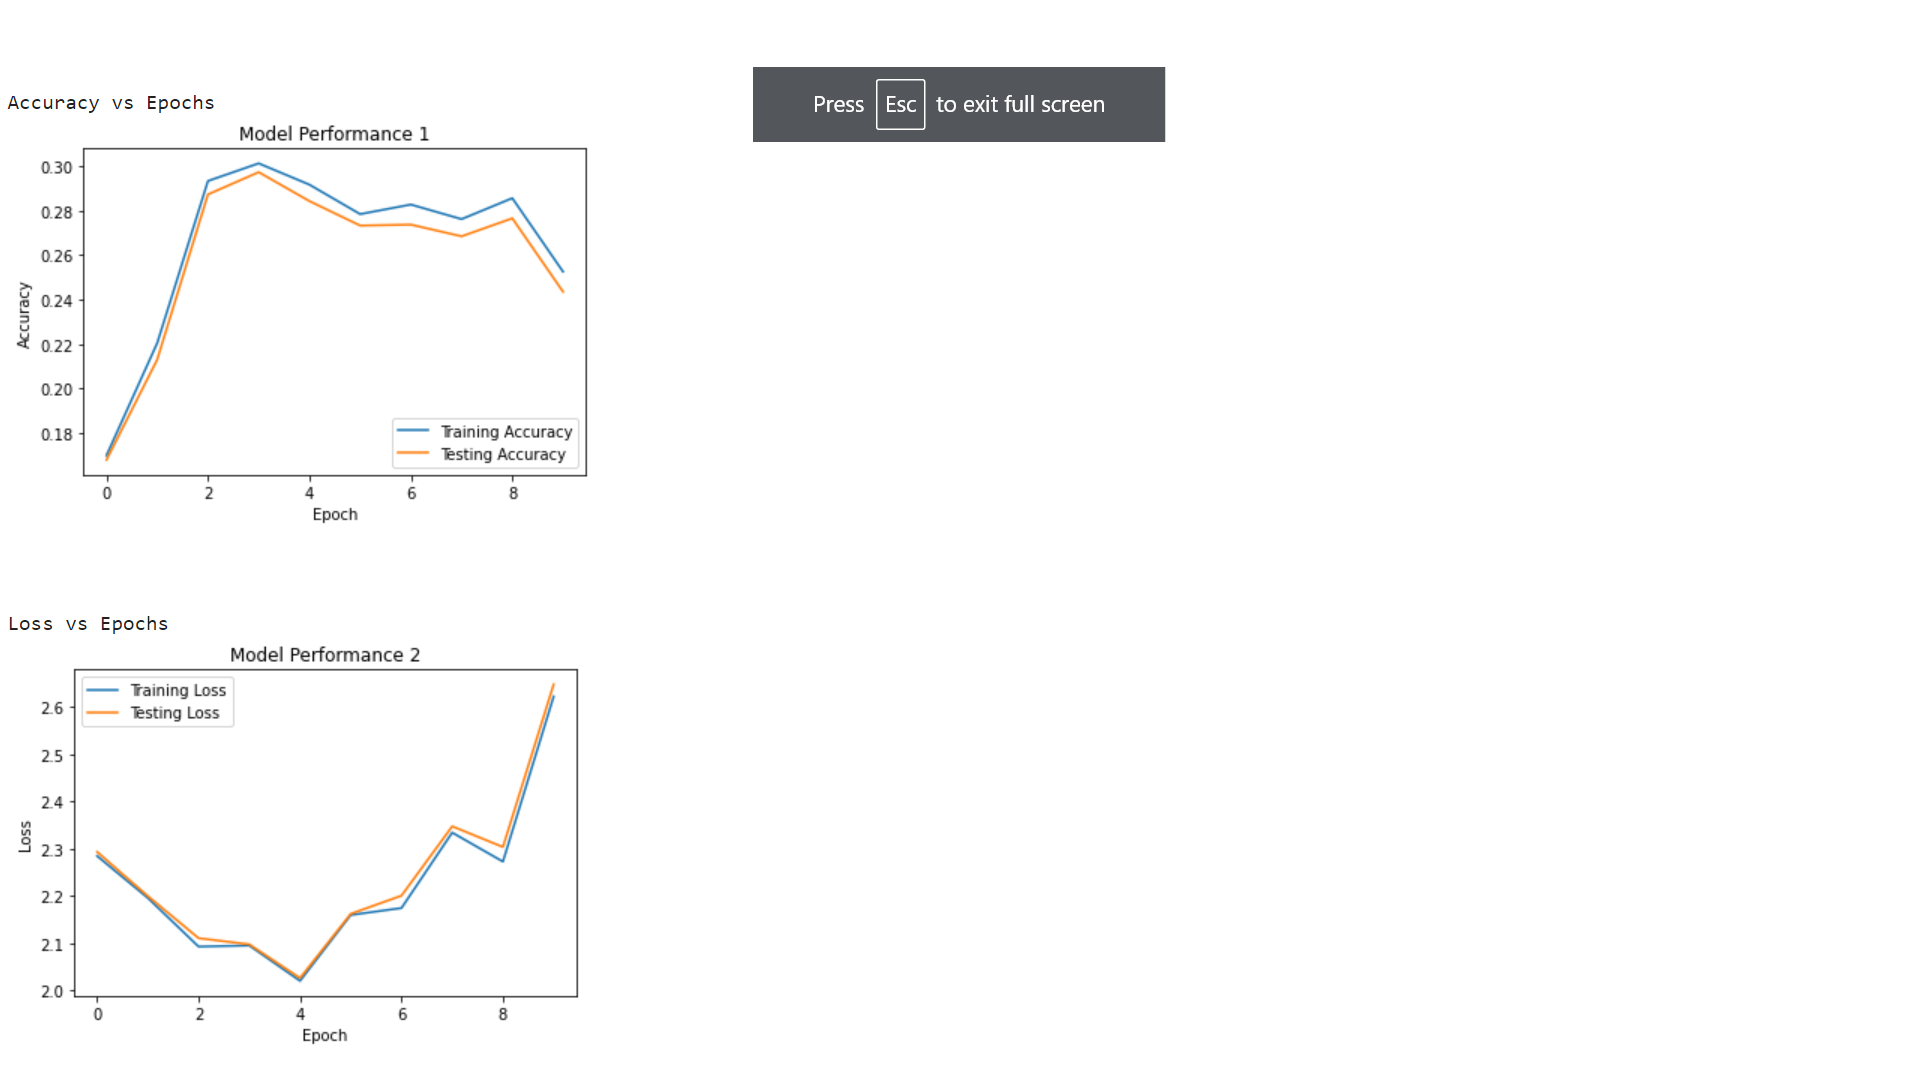 Press Esc to exit full screen
Accuracy vs Epochs
Model Performance 1
0.30
0.28
0.26
0.24
0.22
0.20
0.18
Accuracy
Training Accuracy
Testing Accuracy
0 2 4 6 8
Epoch
Loss vs Epochs
Model Performance 2
Training Loss
Testing Loss
2.6
2.5
2.4
2.3
2.2
2.1
2.0
Loss
0 2 4 6 8
Epoch